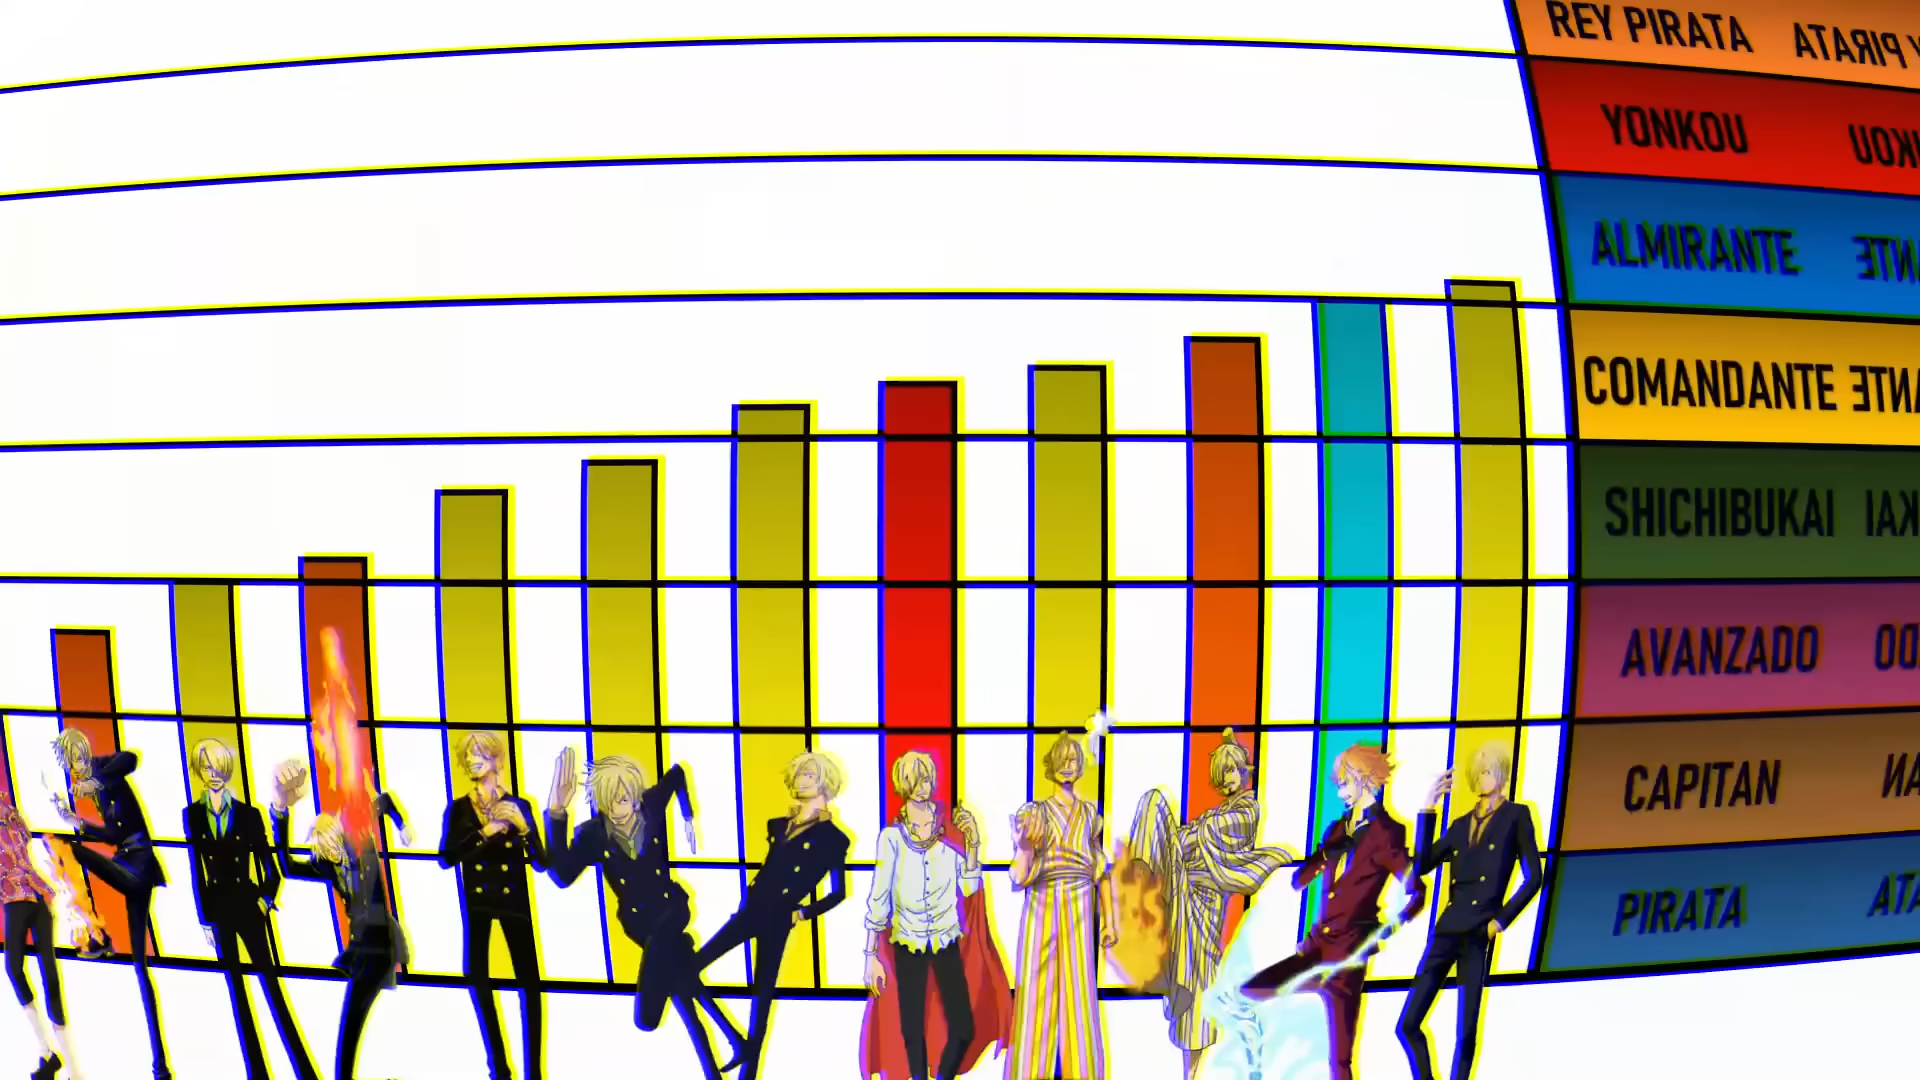 REY PIRATA
YONKOU
ALMIRANTE
COMANDANTE
SHICHIBUKAI
AVANZADO
CAPITAN
PIRATA